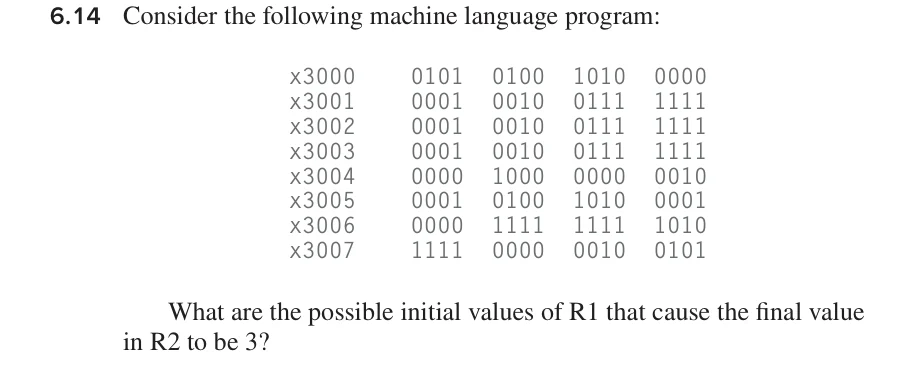 6.14 Consider the following machine language program:
x3000 0101 0100 1010 0000
x3001 0001 0010 0111 1111
x3002 0001 0010 0111 1111
x3003 0001 0010 0111 1111
x3004 0000 1000 0000 0010
x3005 0001 0100 1010 0001
x3006 0000 1111 1111 1010
x3007 1111 0000 0010 0101
What are the possible initial values of R1 that cause the final value
in R2 to be 3?